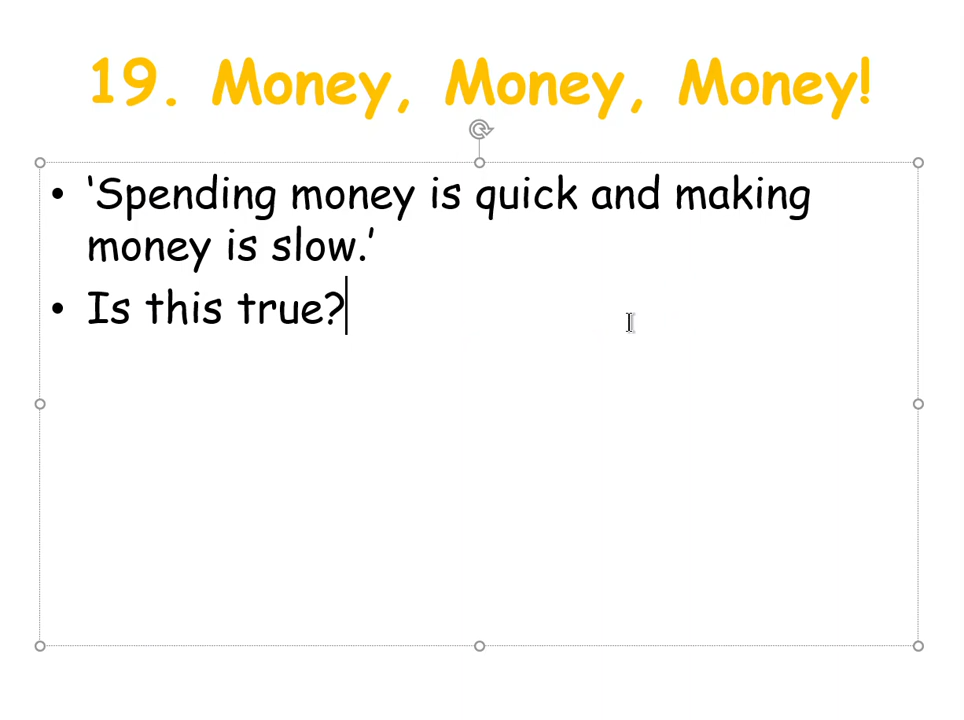 19. Money, Money, Money!
• ‘Spending money is quick and making
money is slow.’
• Is this true?